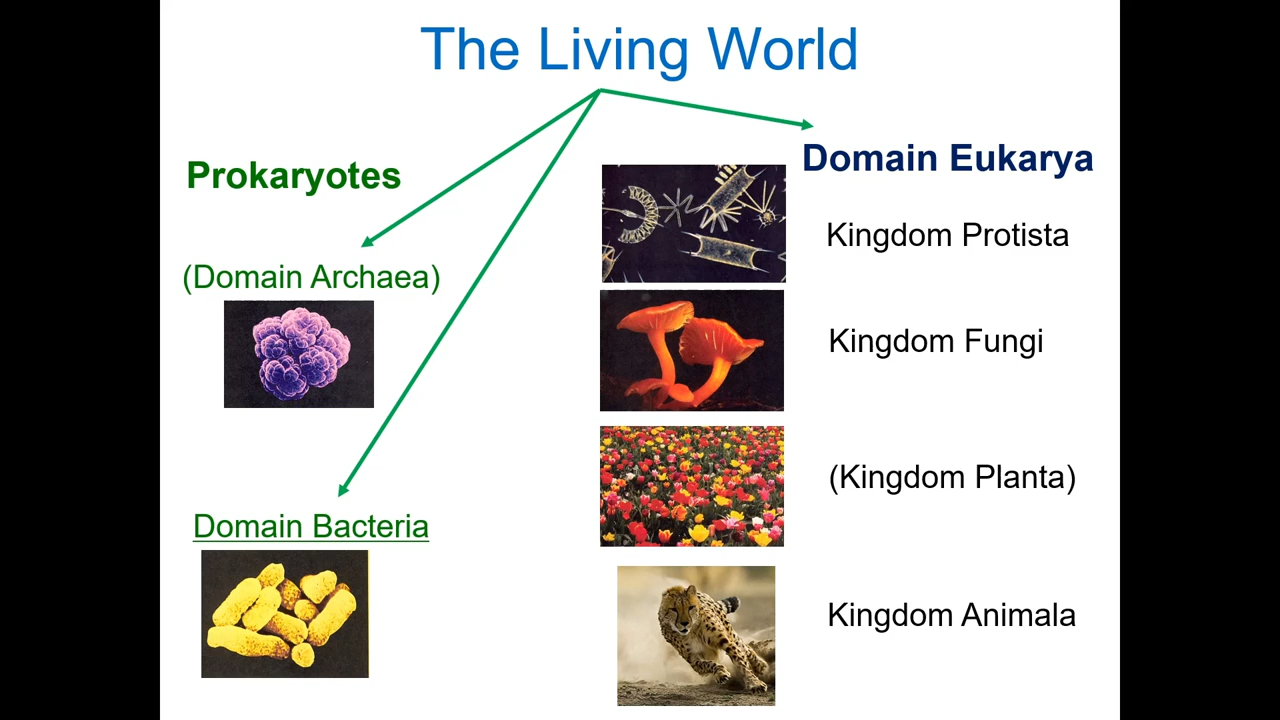 The Living World
Prokaryotes
(Domain Archaea)
Domain Bacteria
Domain Eukarya
Kingdom Protista
Kingdom Fungi
(Kingdom Planta)
Kingdom Animala